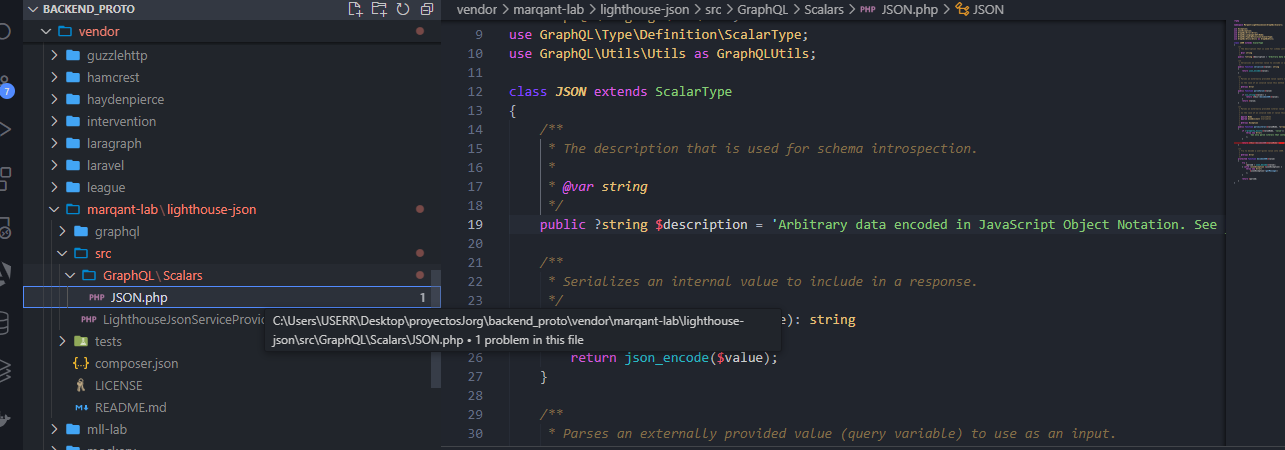 BACKEND_PROTO
vendor
guzzlehttp
hamcrest
haydenpierce
intervention
laragraph
laravel
league
marqant-lab\lighthouse-json
graphql
src
GraphQL\Scalars
PHP JSON.php 1
PHP LighthouseJsonServiceProvi
tests
{..} composer.json
LICENSE
README.md
mll-lab
mockery
7
vendor > marqant-lab > lighthouse-json > src > GraphQL > Scalars > PHP JSON.php > JSON
9 use GraphQL\Type\Definition\ScalarType;
10 use GraphQL\Utils\Utils as GraphQLUtils;
11
12 class JSON extends ScalarType
13 {
14 /**
15 * The description that is used for schema introspection.
16 *
17 * @var string
18 */
19 public ?string $description = 'Arbitrary data encoded in JavaScript Object Notation. See
20
21 /**
22 * Serializes an internal value to include in a response.
23 */
e): string
C:\Users\USERR\Desktop\proyectosJorg\backend_proto\vendor\marqant-lab\lighthouse-
json\src\GraphQL\Scalars\JSON.php • 1 problem in this file
26 return json_encode($value);
27 }
28
29 /**
30 * Parses an externally provided value (query variable) to use as an input.